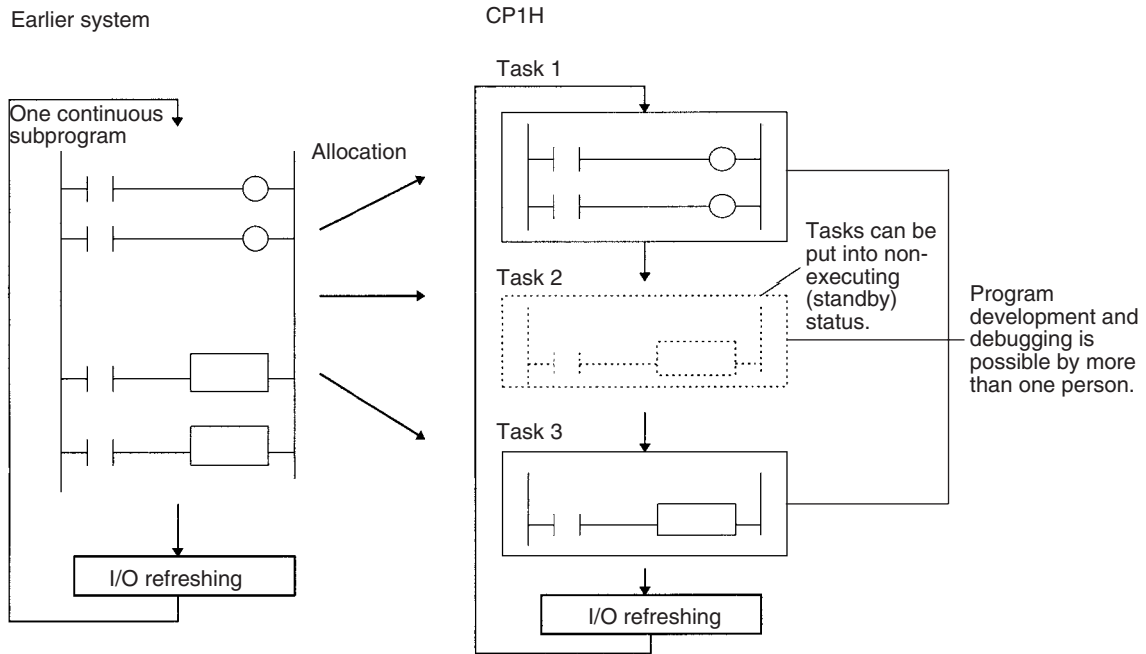 Earlier system
One continuous
subprogram
Allocation
I/O refreshing
CP1H
Task 1
Task 2
Tasks can be
put into non-
executing
(standby)
status.
Task 3
I/O refreshing
Program
development and
debugging is
possible by more
than one person.